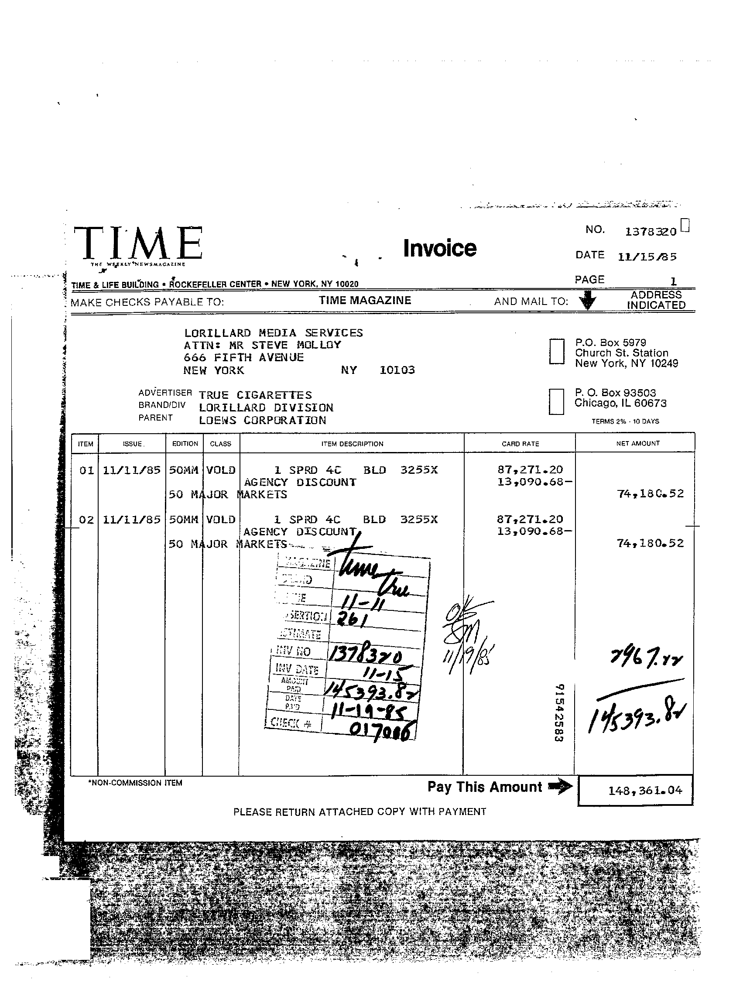 NO. 1378320
TIME
THE WEEKLY NEWSMAGAZINE
Invoice
DATE 11/15/85
TIME & LIFE BUILDING • ROCKEFELLER CENTER • NEW YORK, NY 10020
PAGE 1
MAKE CHECKS PAYABLE TO: TIME MAGAZINE AND MAIL TO: ADDRESS INDICATED
LORILLARD MEDIA SERVICES
ATTN: MR STEVE MOLLOY
666 FIFTH AVENUE
NEW YORK NY 10103
P.O. Box 5979
Church St. Station
New York, NY 10249
ADVERTISER TRUE CIGARETTES
BRAND/DIV LORILLARD DIVISION
PARENT LOEWS CORPORATION
P. O. Box 93503
Chicago, IL 60673
TERMS 2% - 10 DAYS
ITEM ISSUE EDITION CLASS ITEM DESCRIPTION CARD RATE NET AMOUNT
01 11/11/85 50MM VOLD 1 SPRD 4C BLD 3255X 87,271.20
AGENCY DISCOUNT 13,090.68-
50 MAJOR MARKETS 74,180.52
02 11/11/85 50MM VOLD 1 SPRD 4C BLD 3255X 87,271.20
AGENCY DISCOUNT 13,090.68-
50 MAJOR MARKETS 74,180.52
MAGAZINE Time
True
11-11
261
ESTIMATE
INV NO 1378320
INV DATE 11-15
AMOUNT PAID 145393.82
DATE PAID 11-19-85
CHECK # 017086
OK
SM
11/19/85
2967.22
145393.82
91542583
*NON-COMMISSION ITEM
Pay This Amount 148,361.04
PLEASE RETURN ATTACHED COPY WITH PAYMENT